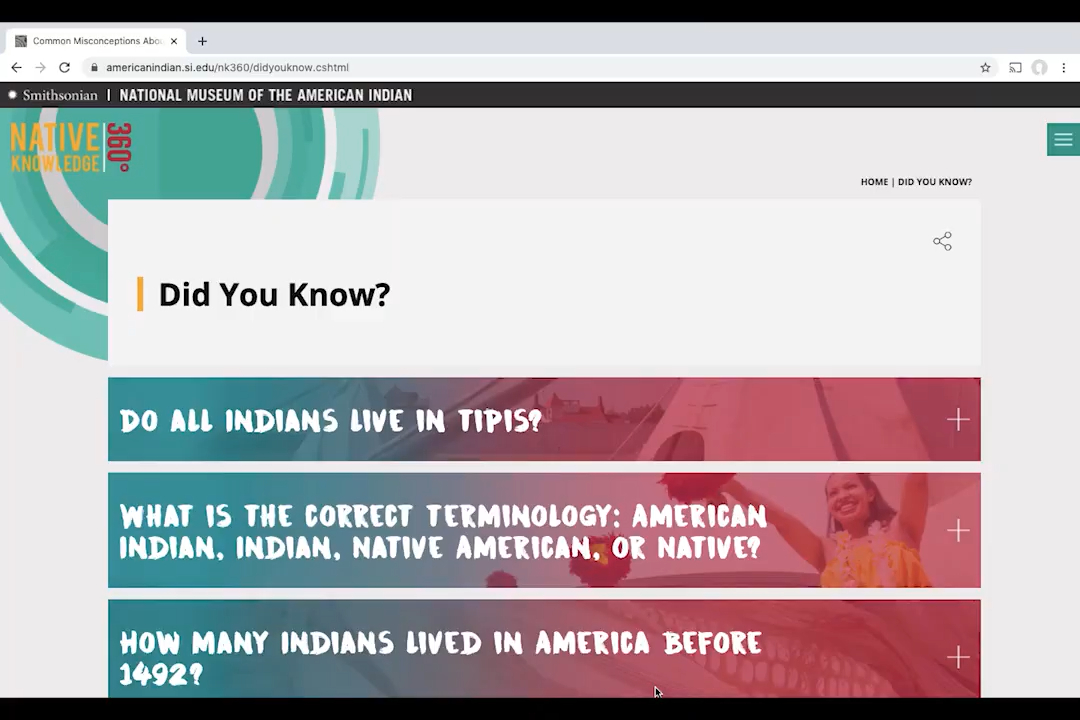 Common Misconceptions Abo
americanindian.si.edu/nk360/didyouknow.cshtml
Smithsonian | NATIONAL MUSEUM OF THE AMERICAN INDIAN
NATIVE
KNOWLEDGE
360°
HOME | DID YOU KNOW?
Did You Know?
DO ALL INDIANS LIVE IN TIPIS?
WHAT IS THE CORRECT TERMINOLOGY: AMERICAN
INDIAN, INDIAN, NATIVE AMERICAN, OR NATIVE?
HOW MANY INDIANS LIVED IN AMERICA BEFORE
1492?